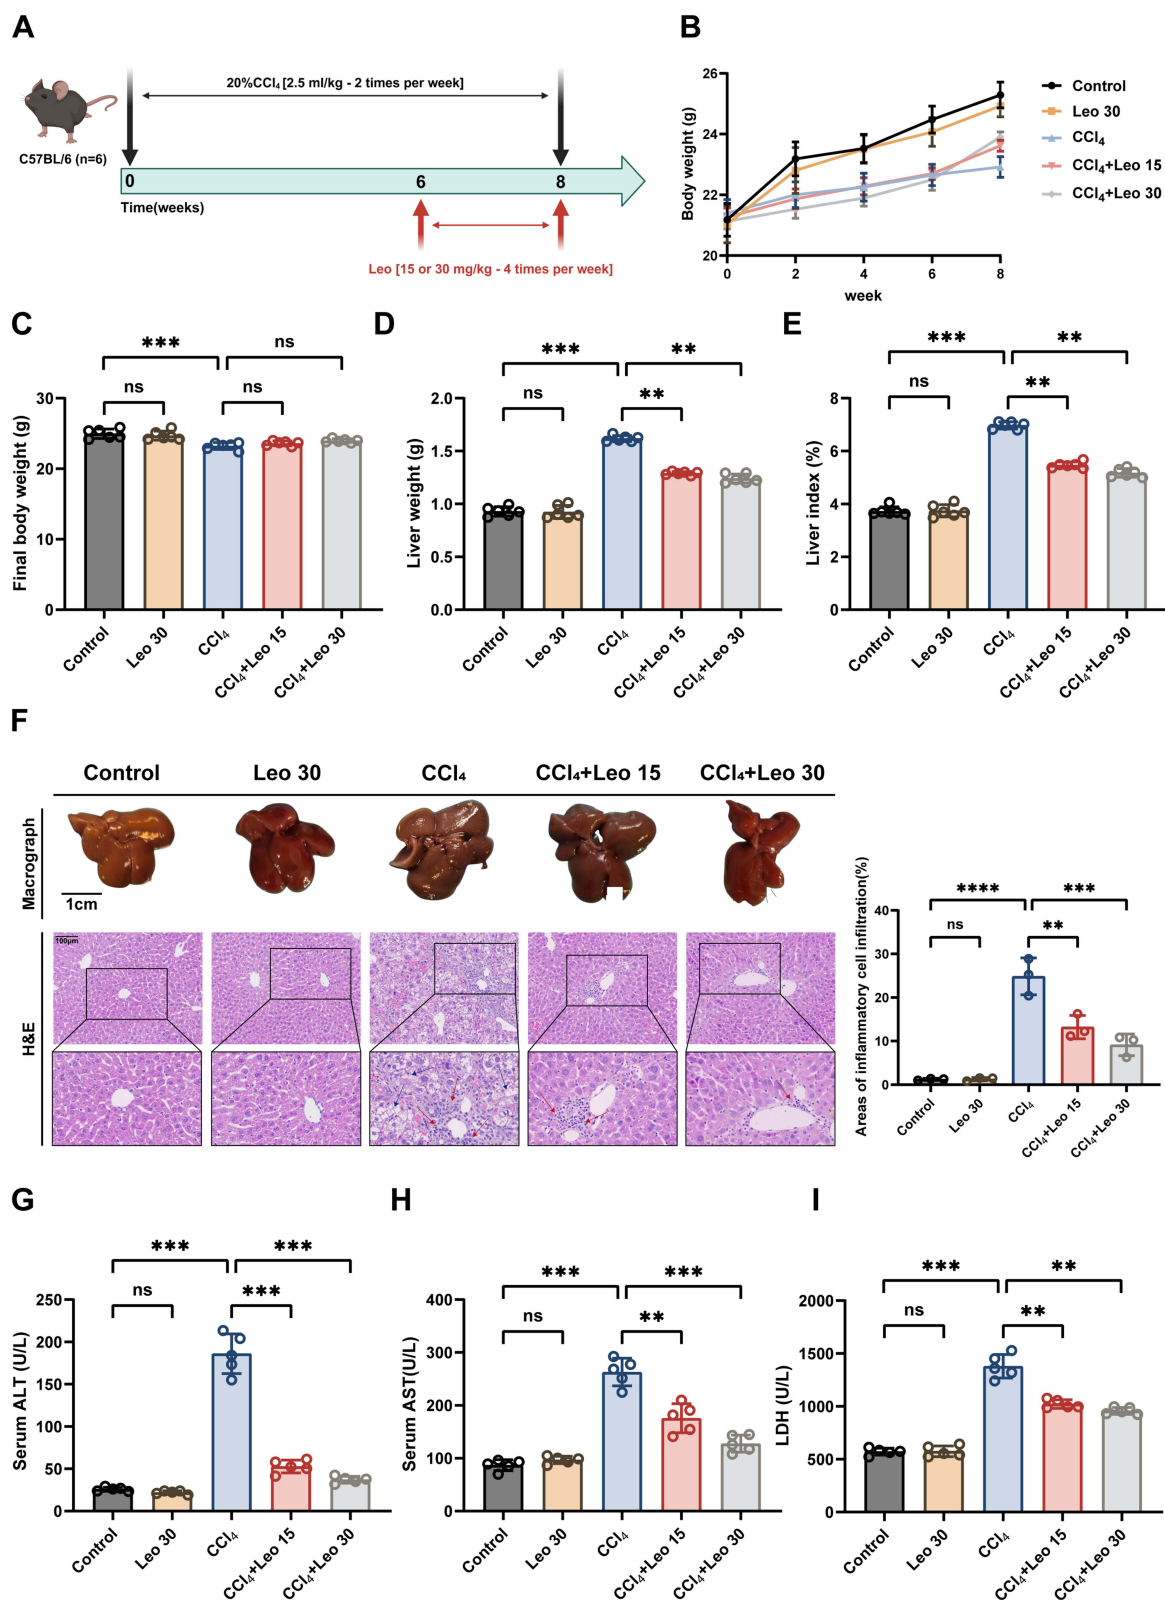 A
20%CCl₄ [2.5 ml/kg - 2 times per week]
C57BL/6 (n=6)
0
6
8
Time(weeks)
Leo [15 or 30 mg/kg - 4 times per week]
B
Body weight (g)
26
24
22
20
0
2
4
6
8
week
Control
Leo 30
CCl₄
CCl₄+Leo 15
CCl₄+Leo 30
C
Final body weight (g)
***
ns
ns
ns
30
20
10
0
Control
Leo 30
CCl₄
CCl₄+Leo 15
CCl₄+Leo 30
D
Liver weight (g)
***
**
ns
**
2.0
1.5
1.0
0.5
0.0
Control
Leo 30
CCl₄
CCl₄+Leo 15
CCl₄+Leo 30
E
Liver index (%)
***
**
ns
**
8
6
4
2
0
Control
Leo 30
CCl₄
CCl₄+Leo 15
CCl₄+Leo 30
F
Control
Leo 30
CCl₄
CCl₄+Leo 15
CCl₄+Leo 30
Macrograph
1cm
H&E
100μm
Areas of inflammatory cell infiltration(%)
****
***
ns
**
40
30
20
10
0
Control
Leo 30
CCl₄
CCl₄+Leo 15
CCl₄+Leo 30
G
Serum ALT (U/L)
***
***
ns
***
250
200
150
100
50
0
Control
Leo 30
CCl₄
CCl₄+Leo 15
CCl₄+Leo 30
H
Serum AST(U/L)
***
***
ns
**
400
300
200
100
0
Control
Leo 30
CCl₄
CCl₄+Leo 15
CCl₄+Leo 30
I
LDH (U/L)
***
**
ns
**
2000
1500
1000
500
0
Control
Leo 30
CCl₄
CCl₄+Leo 15
CCl₄+Leo 30